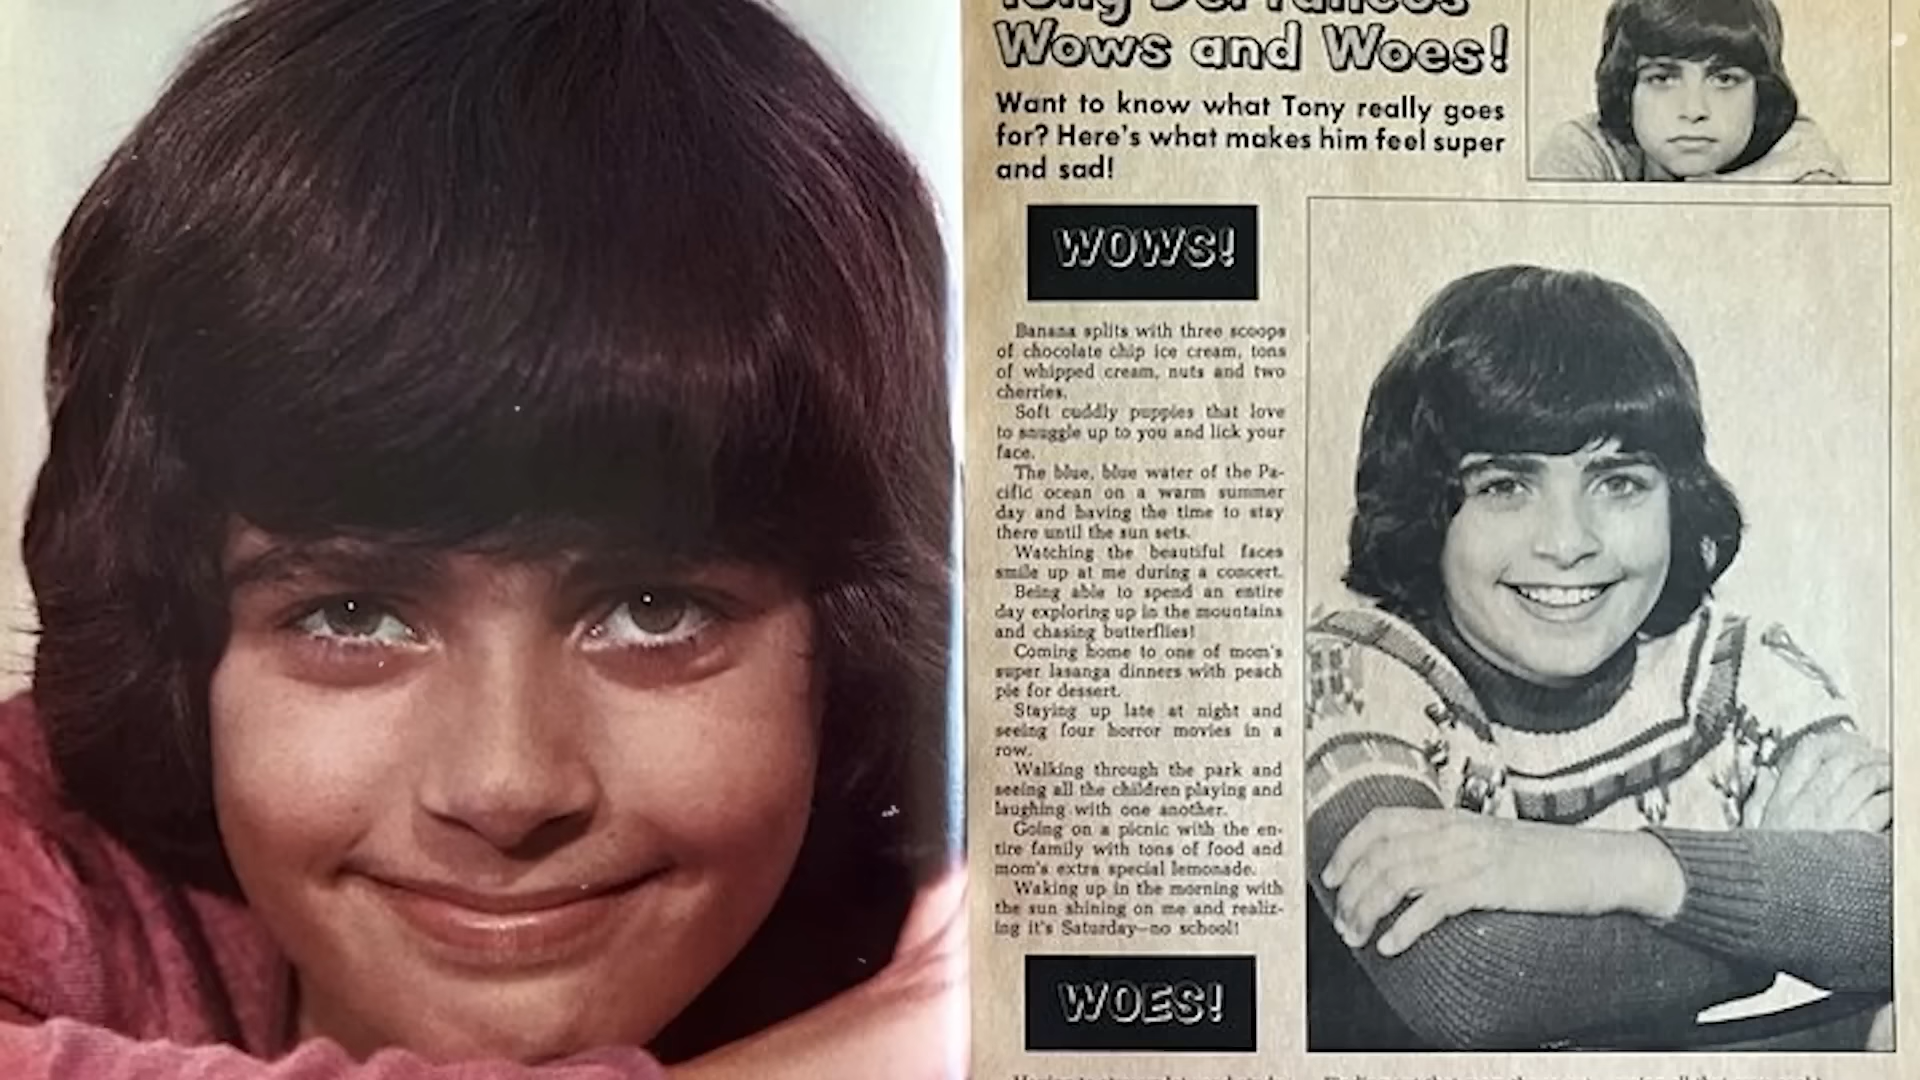 Wows and Woes!
Want to know what Tony really goes
for? Here's what makes him feel super
and sad!
WOWS!
Banana splits with three scoops
of chocolate chip ice cream, tons
of whipped cream, nuts and two
cherries.
Soft cuddly puppies that love
to snuggle up to you and lick your
face.
The blue, blue water of the Pa-
cific ocean on a warm summer
day and having the time to stay
there until the sun sets.
Watching the beautiful faces
smile up at me during a concert.
Being able to spend an entire
day exploring up in the mountains
and chasing butterflies!
Coming home to one of mom's
super lasanga dinners with peach
pie for dessert.
Staying up late at night and
seeing four horror movies in a
row.
Walking through the park and
seeing all the children playing and
laughing with one another.
Going on a picnic with the en-
tire family with tons of food and
mom's extra special lemonade.
Waking up in the morning with
the sun shining on me and realiz-
ing it's Saturday—no school!
WOES!